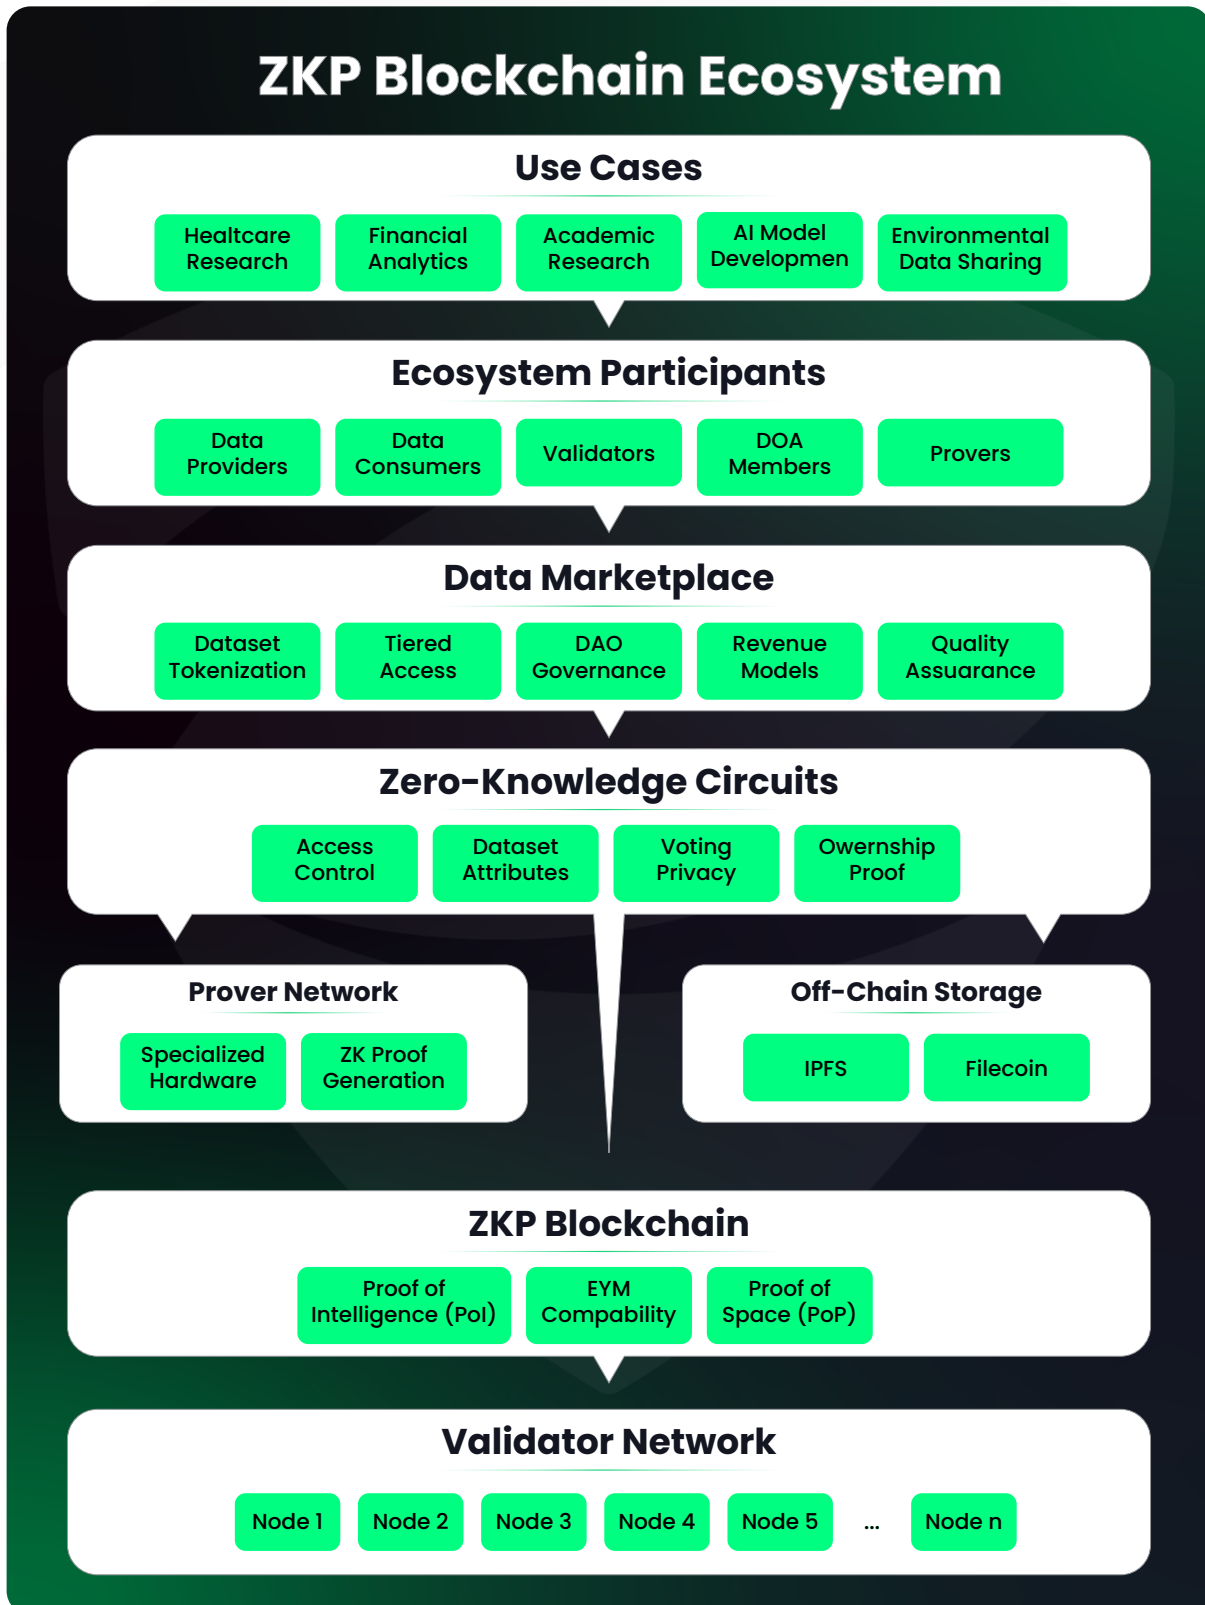 ZKP Blockchain Ecosystem
Use Cases
Healtcare
Research
Financial
Analytics
Academic
Research
AI Model
Developmen
Environmental
Data Sharing
Ecosystem Participants
Data
Providers
Data
Consumers
Validators
DOA
Members
Provers
Data Marketplace
Dataset
Tokenization
Tiered
Access
DAO
Governance
Revenue
Models
Quality
Assuarance
Zero-Knowledge Circuits
Access
Control
Dataset
Attributes
Voting
Privacy
Owernship
Proof
Prover Network
Specialized
Hardware
ZK Proof
Generation
Off-Chain Storage
IPFS
Filecoin
ZKP Blockchain
Proof of
Intelligence (PoI)
EYM
Compability
Proof of
Space (PoP)
Validator Network
Node 1
Node 2
Node 3
Node 4
Node 5
...
Node n